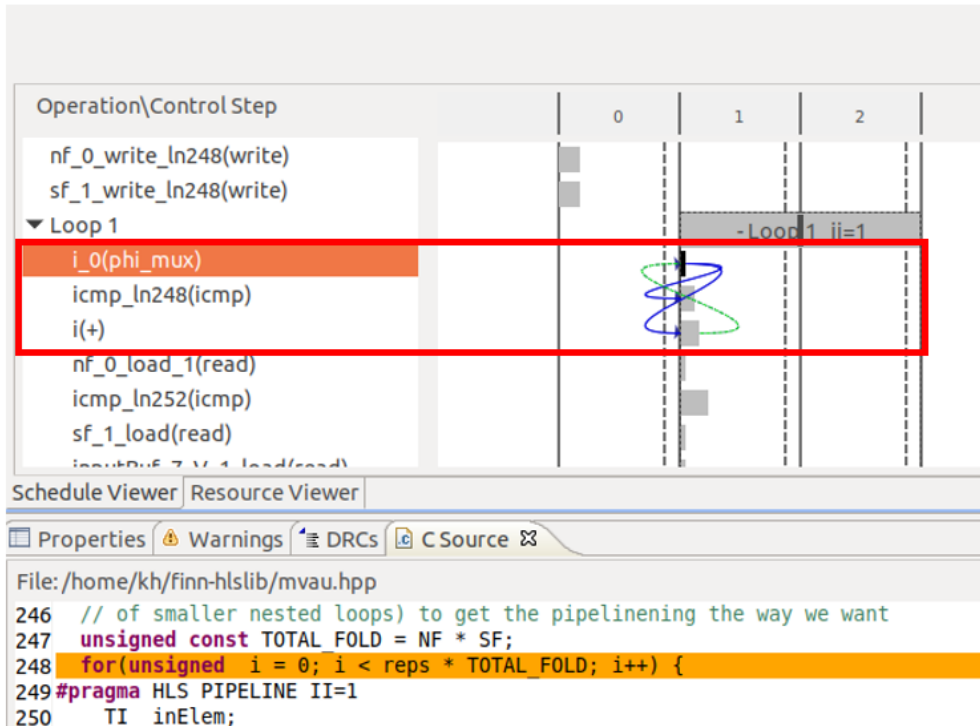 Operation\Control Step
0 1 2
nf_0_write_ln248(write)
sf_1_write_ln248(write)
Loop 1
- Loop 1 ii=1
i_0(phi_mux)
icmp_ln248(icmp)
i(+)
nf_0_load_1(read)
icmp_ln252(icmp)
sf_1_load(read)
Schedule Viewer Resource Viewer
Properties Warnings DRCs C Source
File: /home/kh/finn-hlslib/mvau.hpp
246 // of smaller nested loops) to get the pipelinening the way we want
247 unsigned const TOTAL_FOLD = NF * SF;
248 for(unsigned i = 0; i < reps * TOTAL_FOLD; i++) {
249 #pragma HLS PIPELINE II=1
250 TI inElem;